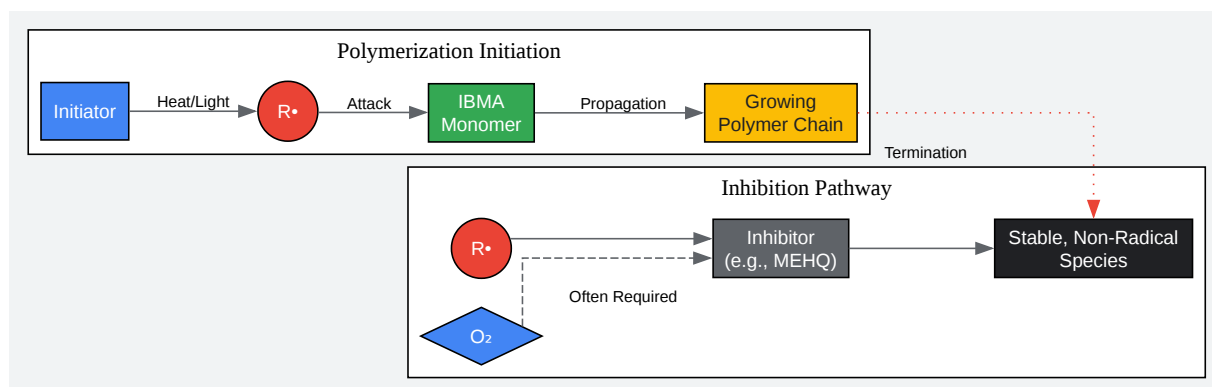 Polymerization Initiation
Initiator
Heat/Light
R•
Attack
IBMA
Monomer
Propagation
Growing
Polymer Chain
Termination
Inhibition Pathway
R•
Inhibitor
(e.g., MEHQ)
Stable, Non-Radical
Species
Often Required
O₂